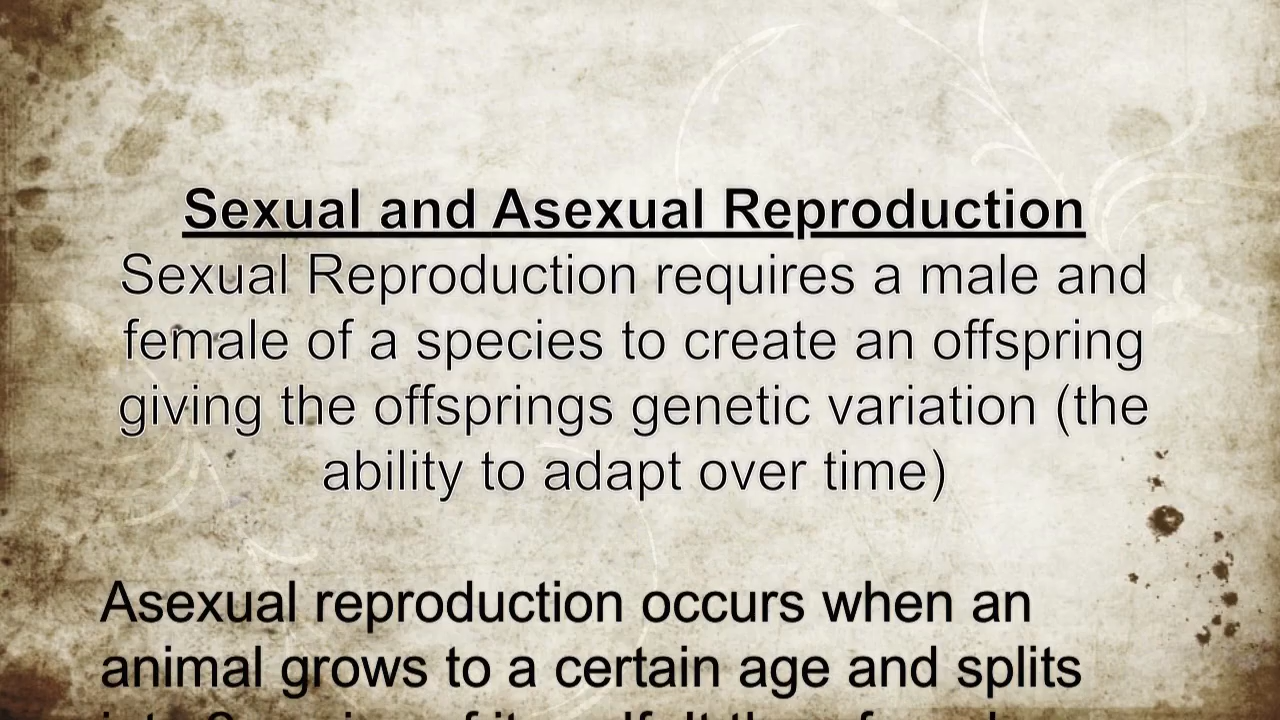 Sexual and Asexual Reproduction
Sexual Reproduction requires a male and
female of a species to create an offspring
giving the offsprings genetic variation (the
ability to adapt over time)
Asexual reproduction occurs when an
animal grows to a certain age and splits